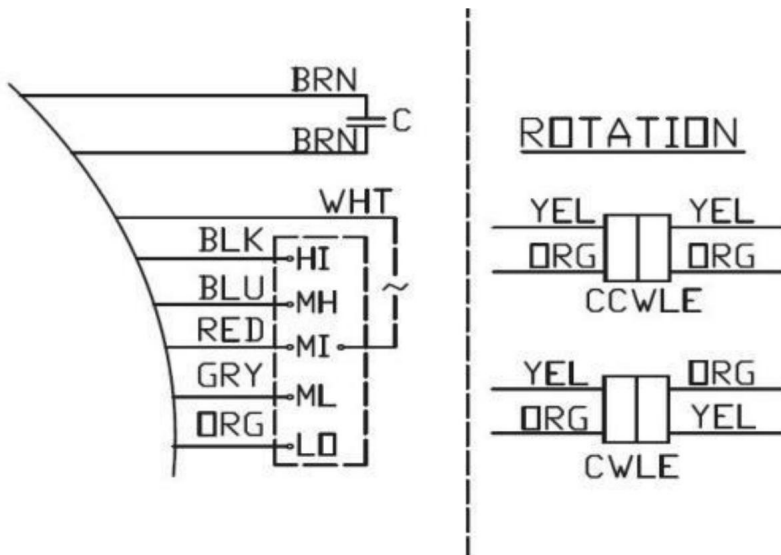 BRN
C
BRN
WHT
BLK HI
BLU MH
~
RED MI
GRY ML
ORG LO
ROTATION
YEL YEL
ORG ORG
CCWLE
YEL ORG
ORG YEL
CWLE